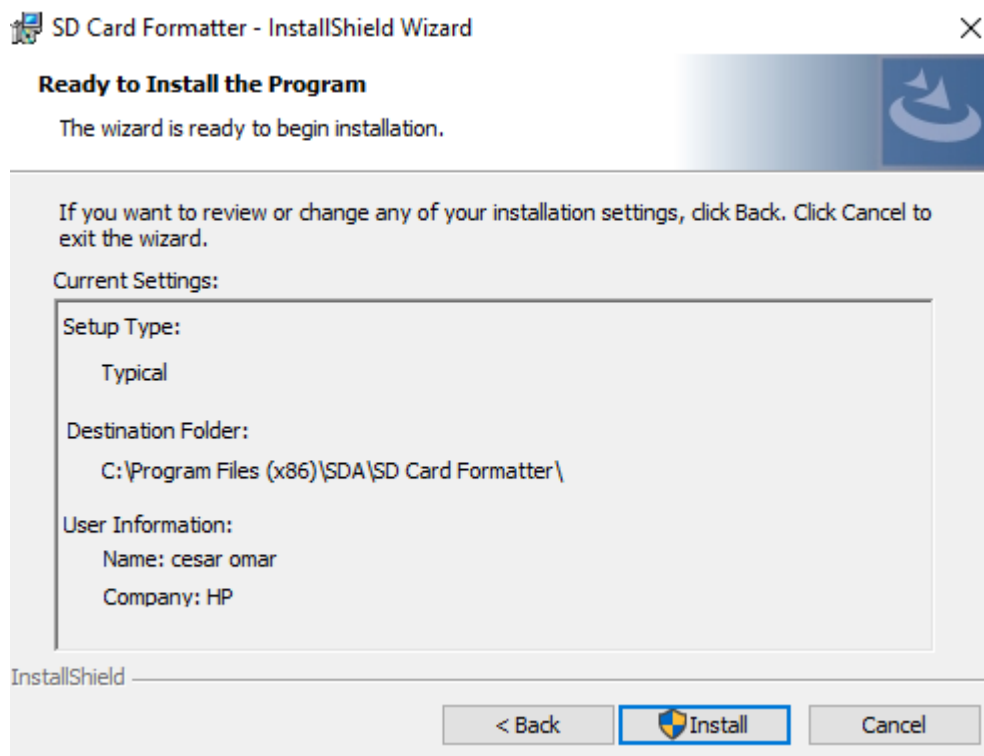 SD Card Formatter - InstallShield Wizard
Ready to Install the Program
The wizard is ready to begin installation.
If you want to review or change any of your installation settings, click Back. Click Cancel to
exit the wizard.
Current Settings:
Setup Type:
Typical
Destination Folder:
C:\Program Files (x86)\SDA\SD Card Formatter\
User Information:
Name: cesar omar
Company: HP
InstallShield
< Back
Install
Cancel